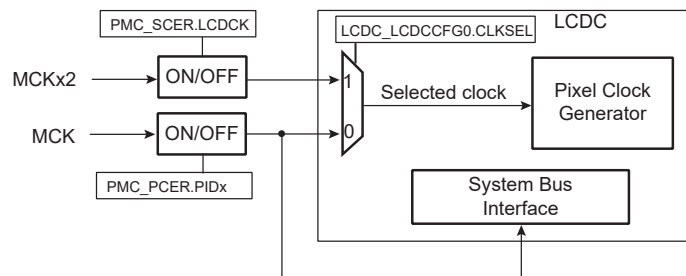 PMC_SCER.LCDCK
LCDC_LCDCCFG0.CLKSEL
LCDC
MCKx2
ON/OFF
1
Selected clock
Pixel Clock
Generator
MCK
ON/OFF
0
PMC_PCER.PIDx
System Bus
Interface